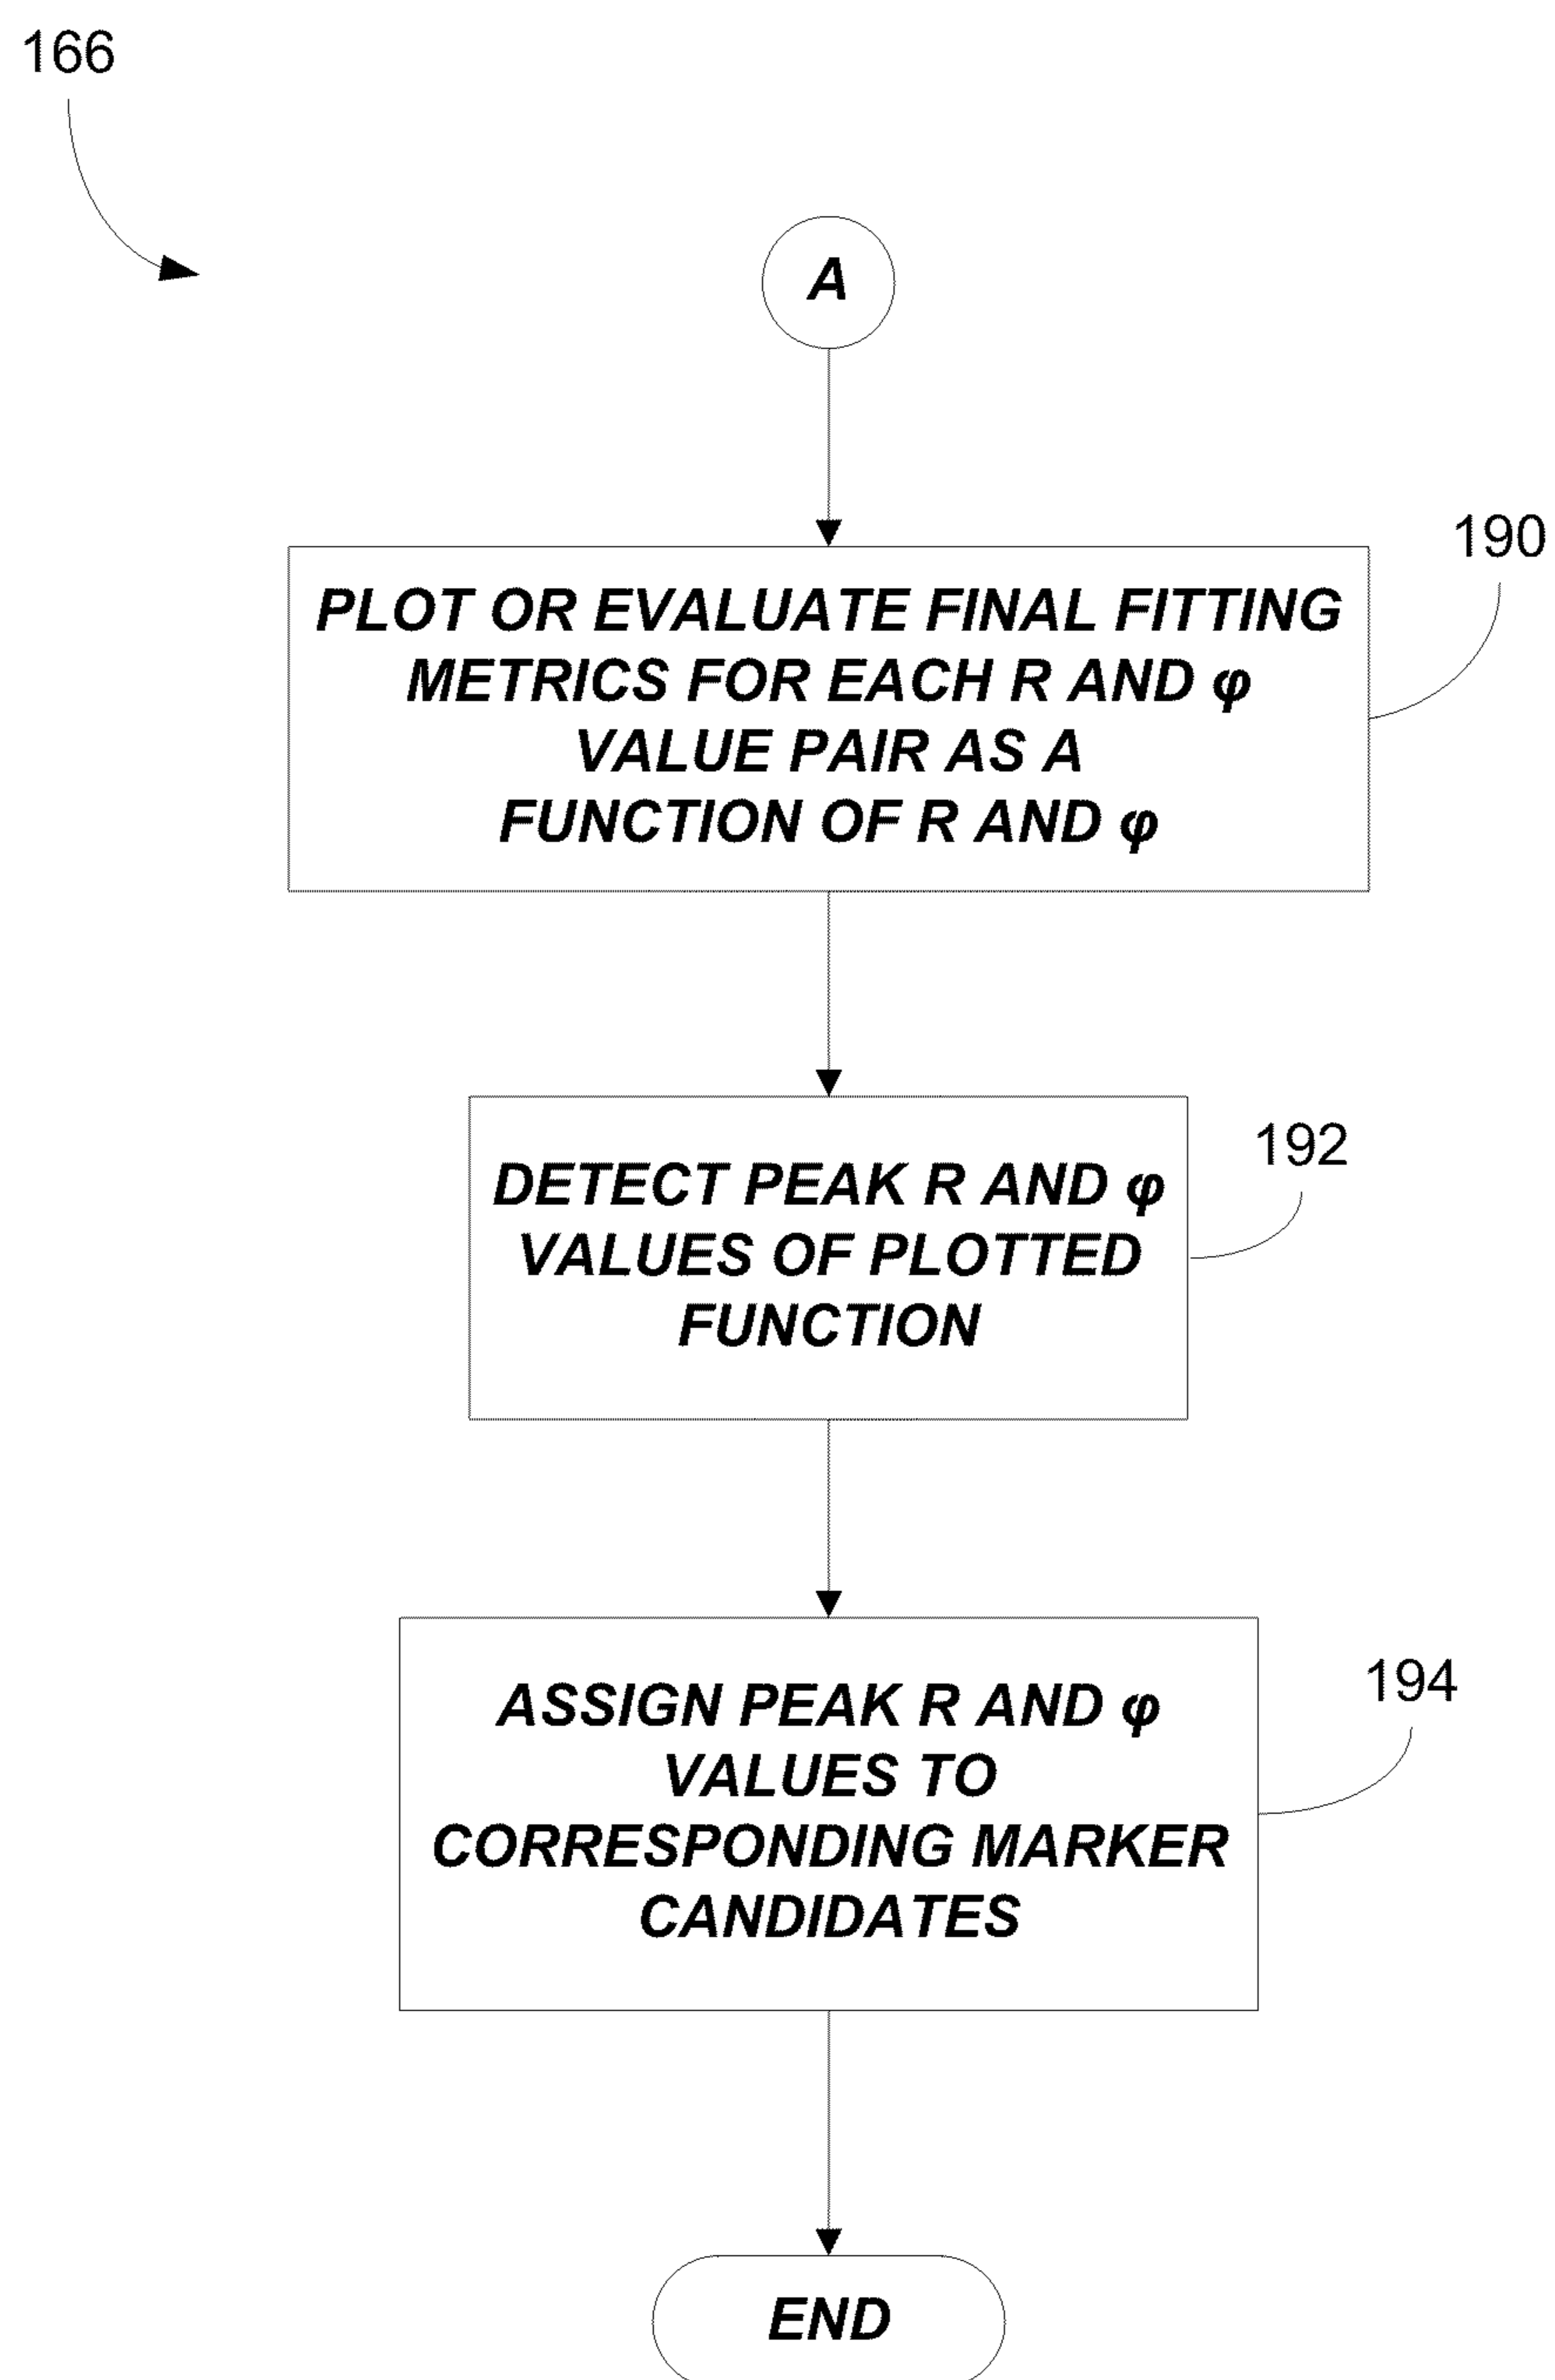 166
A
190
PLOT OR EVALUATE FINAL FITTING
METRICS FOR EACH R AND φ
VALUE PAIR AS A
FUNCTION OF R AND φ
192
DETECT PEAK R AND φ
VALUES OF PLOTTED
FUNCTION
194
ASSIGN PEAK R AND φ
VALUES TO
CORRESPONDING MARKER
CANDIDATES
END